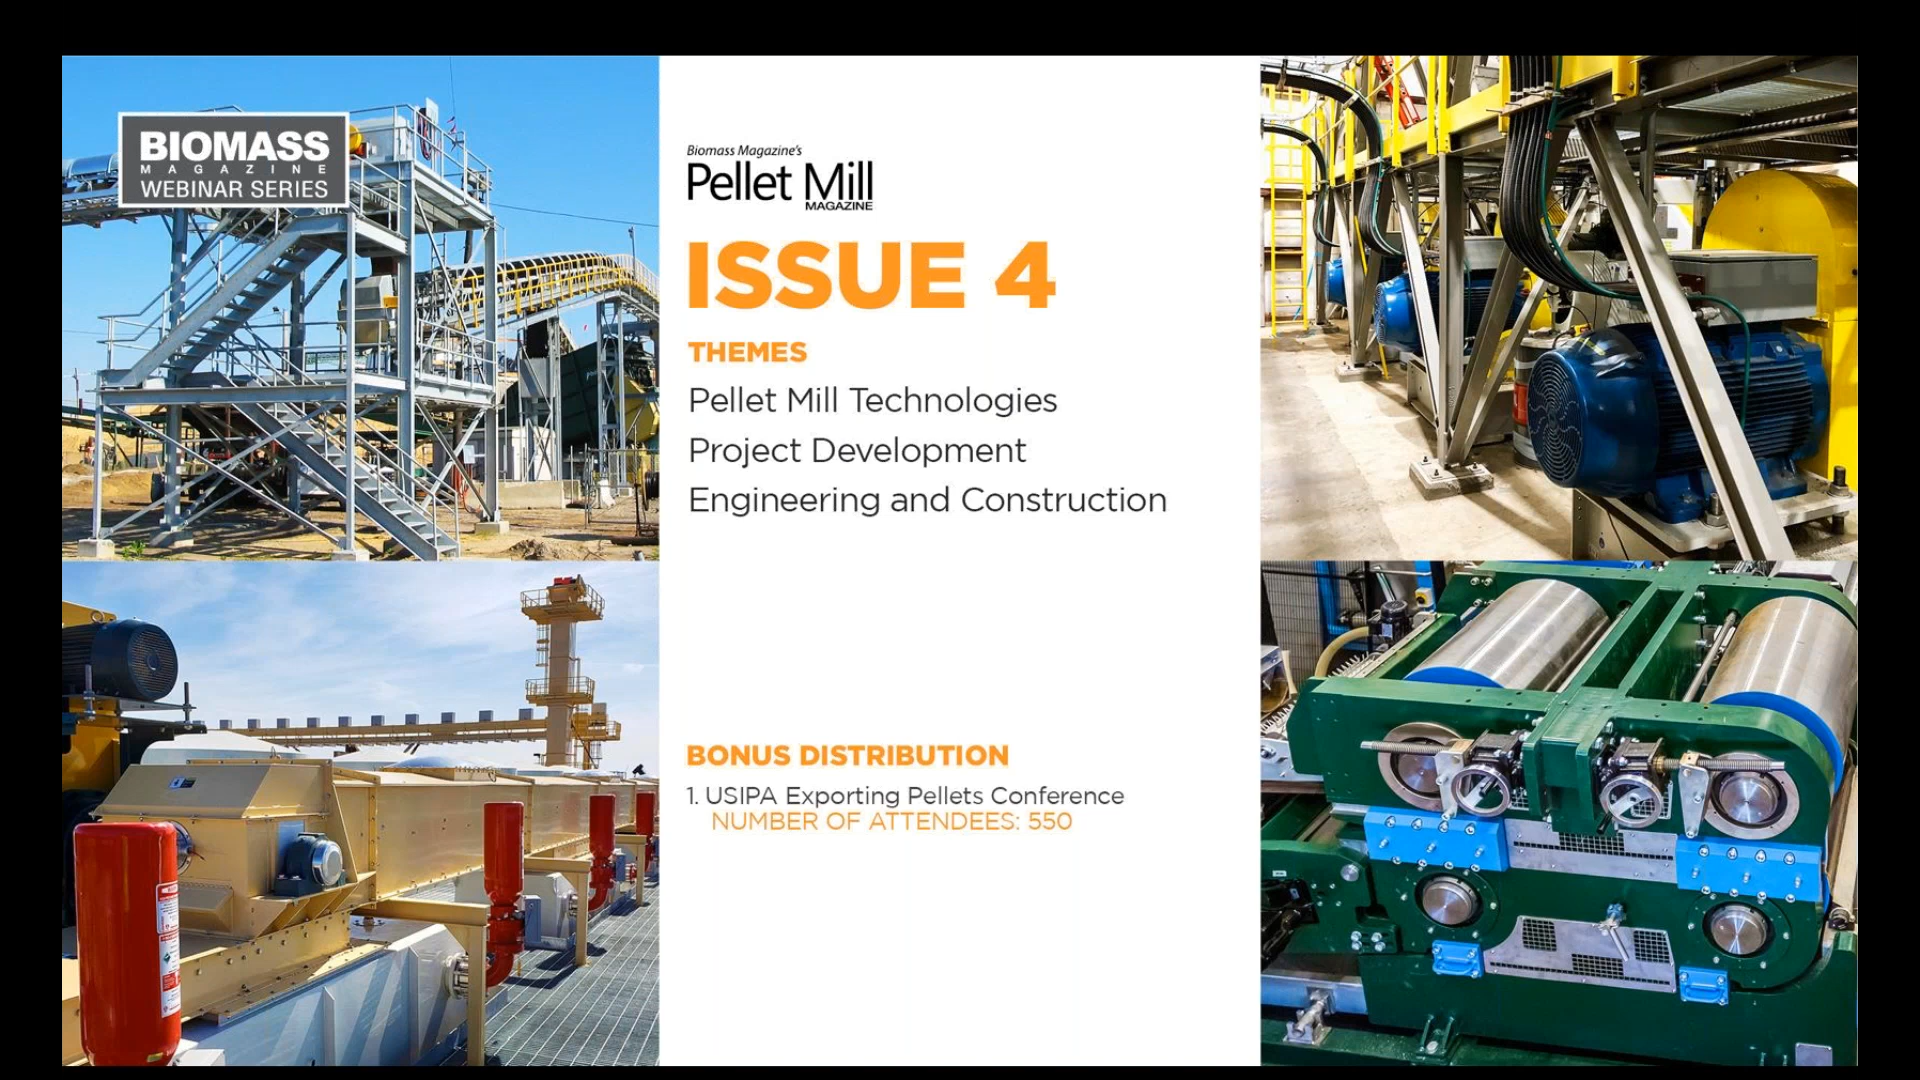 BIOMASS
MAGAZINE
WEBINAR SERIES
Biomass Magazine's
Pellet Mill
MAGAZINE
ISSUE 4
THEMES
Pellet Mill Technologies
Project Development
Engineering and Construction
BONUS DISTRIBUTION
1. USIPA Exporting Pellets Conference
NUMBER OF ATTENDEES: 550